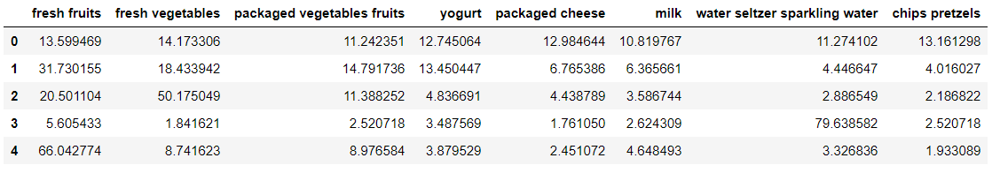 fresh fruits fresh vegetables packaged vegetables fruits yogurt packaged cheese milk water seltzer sparkling water chips pretzels
0 13.599469 14.173306 11.242351 12.745064 12.984644 10.819767 11.274102 13.161298
1 31.730155 18.433942 14.791736 13.450447 6.765386 6.365661 4.446647 4.016027
2 20.501104 50.175049 11.388252 4.836691 4.438789 3.586744 2.886549 2.186822
3 5.605433 1.841621 2.520718 3.487569 1.761050 2.624309 79.638582 2.520718
4 66.042774 8.741623 8.976584 3.879529 2.451072 4.648493 3.326836 1.933089